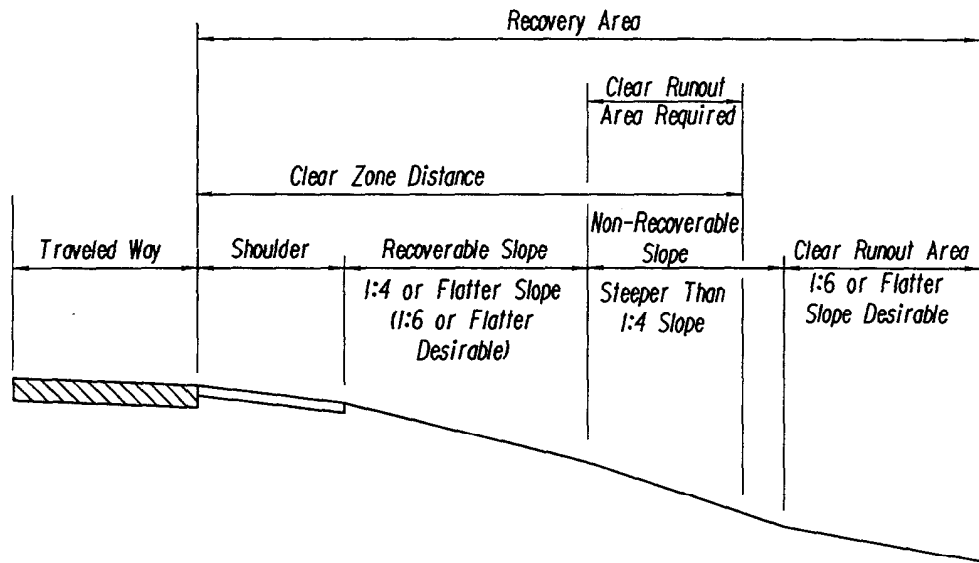 Recovery Area
Clear Runout
Area Required
Clear Zone Distance
Traveled Way
Shoulder
Recoverable Slope
1:4 or Flatter Slope
(1:6 or Flatter
Desirable)
Non-Recoverable
Slope
Steeper Than
1:4 Slope
Clear Runout Area
1:6 or Flatter
Slope Desirable